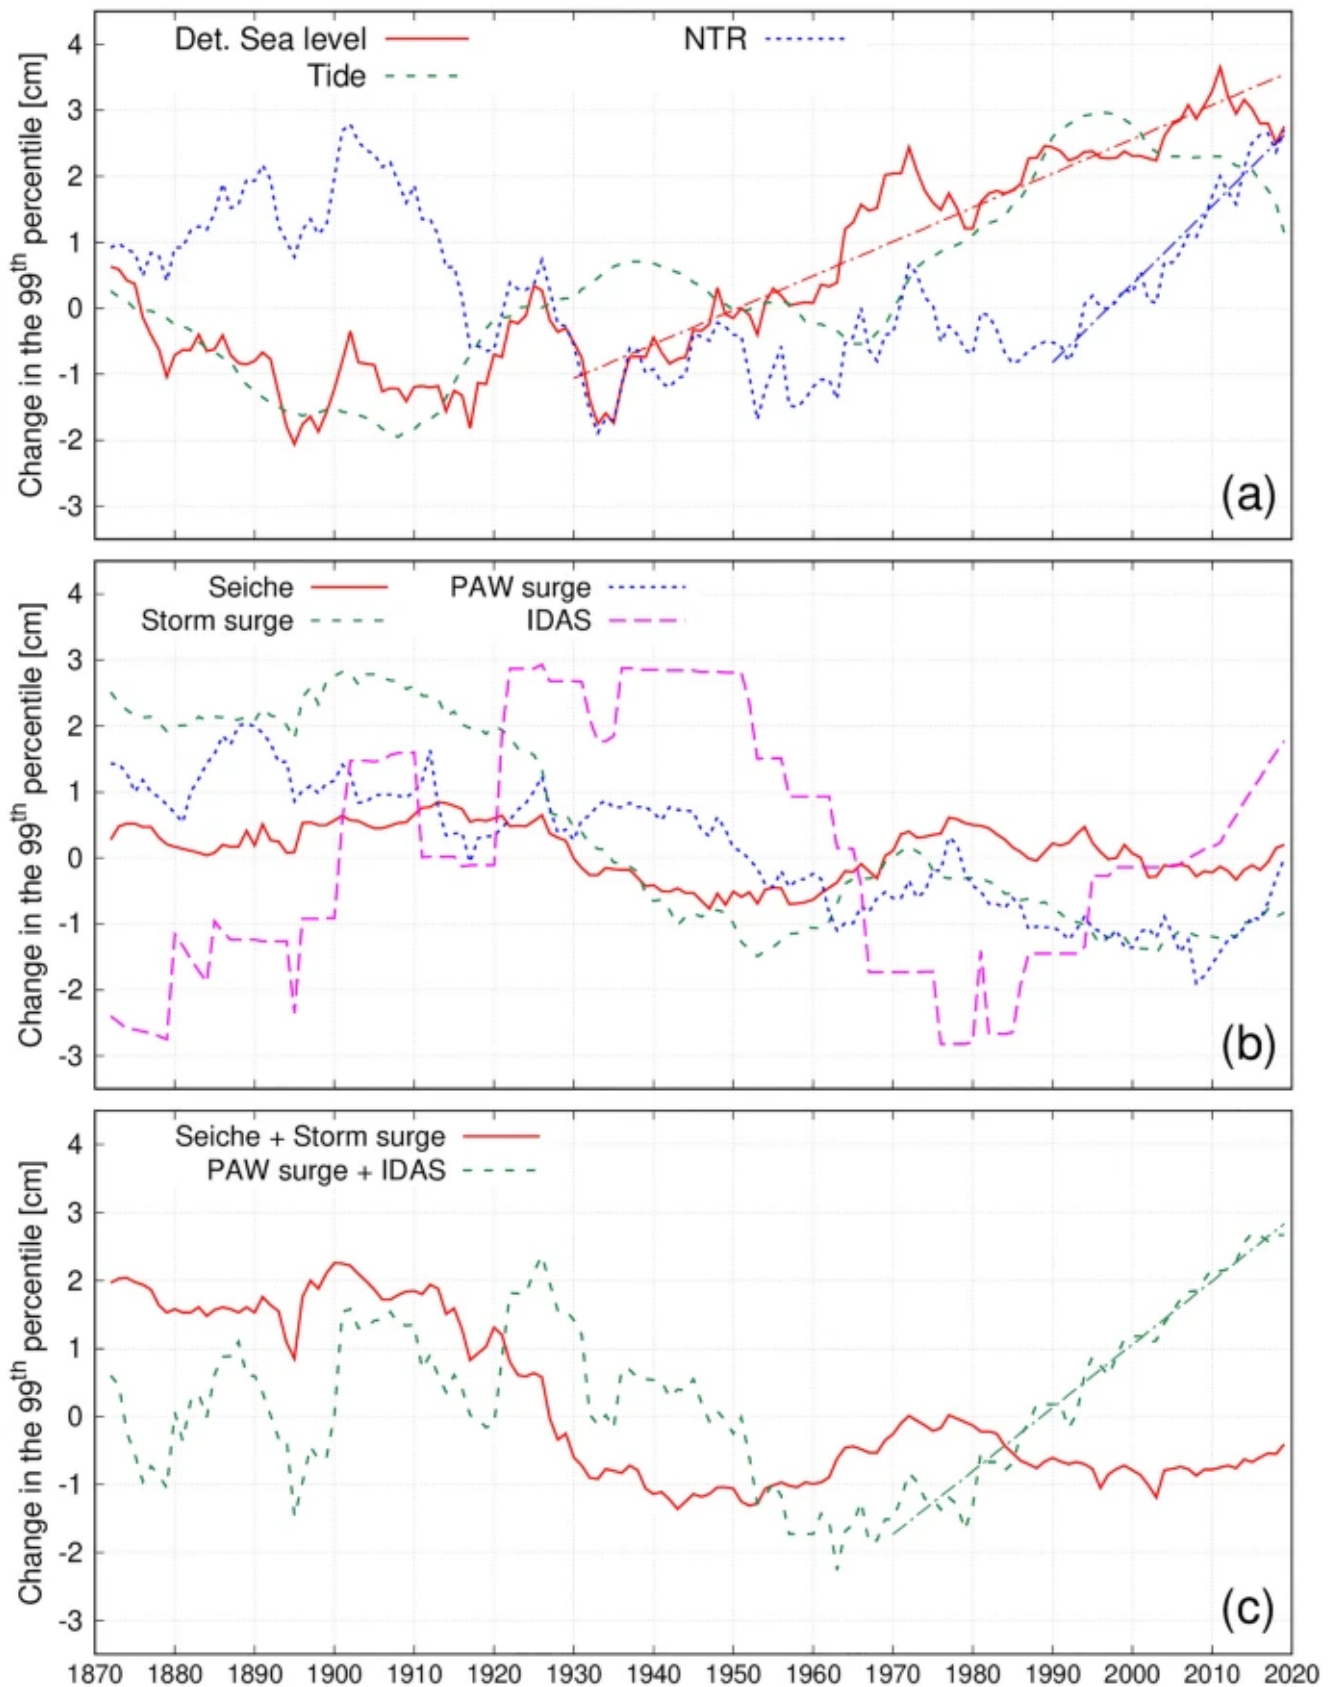 Det. Sea level NTR
Tide
4
3
2
1
0
-1
-2
-3
Change in the 99th percentile [cm]
(a)
Seiche PAW surge
Storm surge IDAS
4
3
2
1
0
-1
-2
-3
Change in the 99th percentile [cm]
(b)
Seiche + Storm surge
PAW surge + IDAS
4
3
2
1
0
-1
-2
-3
Change in the 99th percentile [cm]
(c)
1870 1880 1890 1900 1910 1920 1930 1940 1950 1960 1970 1980 1990 2000 2010 2020